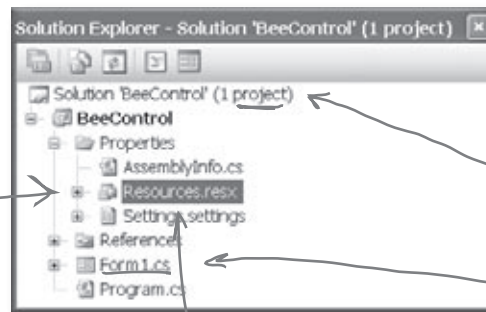 Solution Explorer - Solution 'BeeControl' (1 project)
Solution 'BeeControl' (1 project)
BeeControl
Properties
AssemblyInfo.cs
Resources.resx
Settings.settings
References
Form1.cs
Program.cs